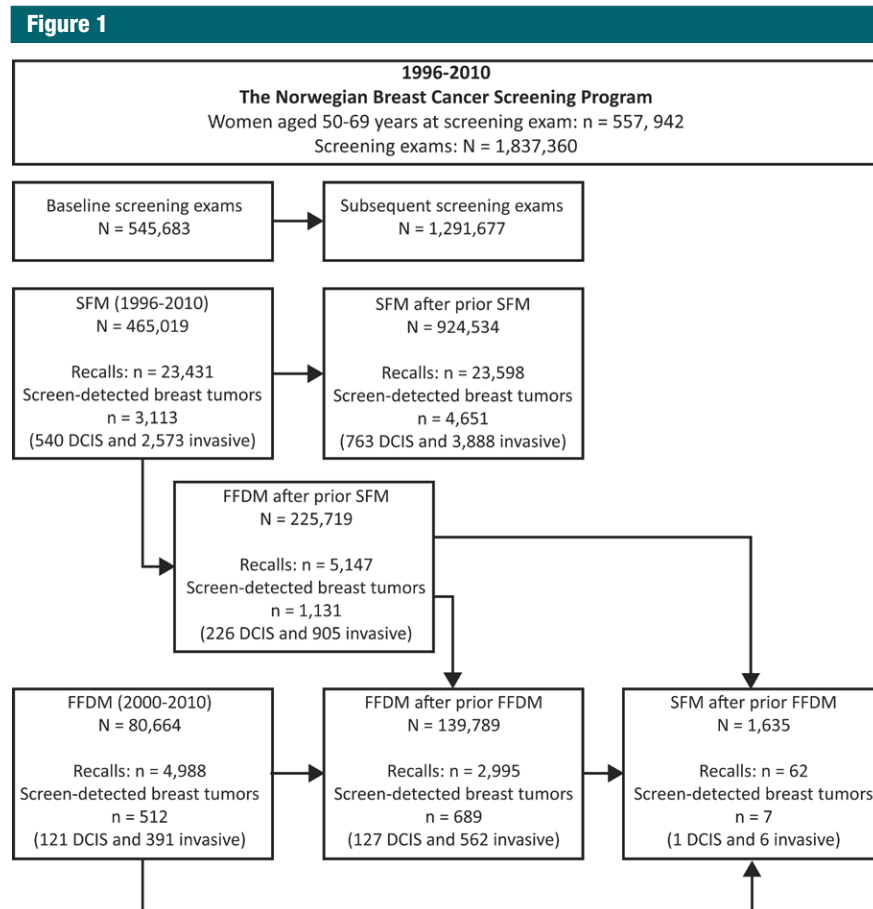 Figure 1
1996-2010
The Norwegian Breast Cancer Screening Program
Women aged 50-69 years at screening exam: n = 557, 942
Screening exams: N = 1,837,360
Baseline screening exams
N = 545,683
Subsequent screening exams
N = 1,291,677
SFM (1996-2010)
N = 465,019
Recalls: n = 23,431
Screen-detected breast tumors
n = 3,113
(540 DCIS and 2,573 invasive)
SFM after prior SFM
N = 924,534
Recalls: n = 23,598
Screen-detected breast tumors
n = 4,651
(763 DCIS and 3,888 invasive)
FFDM after prior SFM
N = 225,719
Recalls: n = 5,147
Screen-detected breast tumors
n = 1,131
(226 DCIS and 905 invasive)
FFDM (2000-2010)
N = 80,664
Recalls: n = 4,988
Screen-detected breast tumors
n = 512
(121 DCIS and 391 invasive)
FFDM after prior FFDM
N = 139,789
Recalls: n = 2,995
Screen-detected breast tumors
n = 689
(127 DCIS and 562 invasive)
SFM after prior FFDM
N = 1,635
Recalls: n = 62
Screen-detected breast tumors
n = 7
(1 DCIS and 6 invasive)